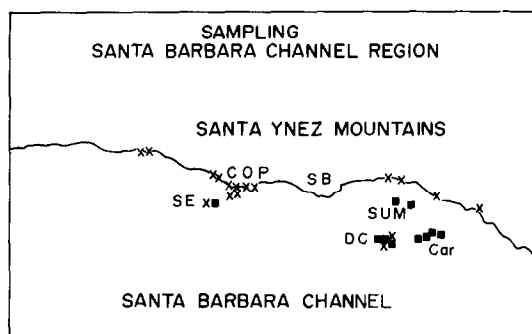 SAMPLING
SANTA BARBARA CHANNEL REGION
SANTA YNEZ MOUNTAINS
COP
SB
SE
SUM
DC
Car
SANTA BARBARA CHANNEL